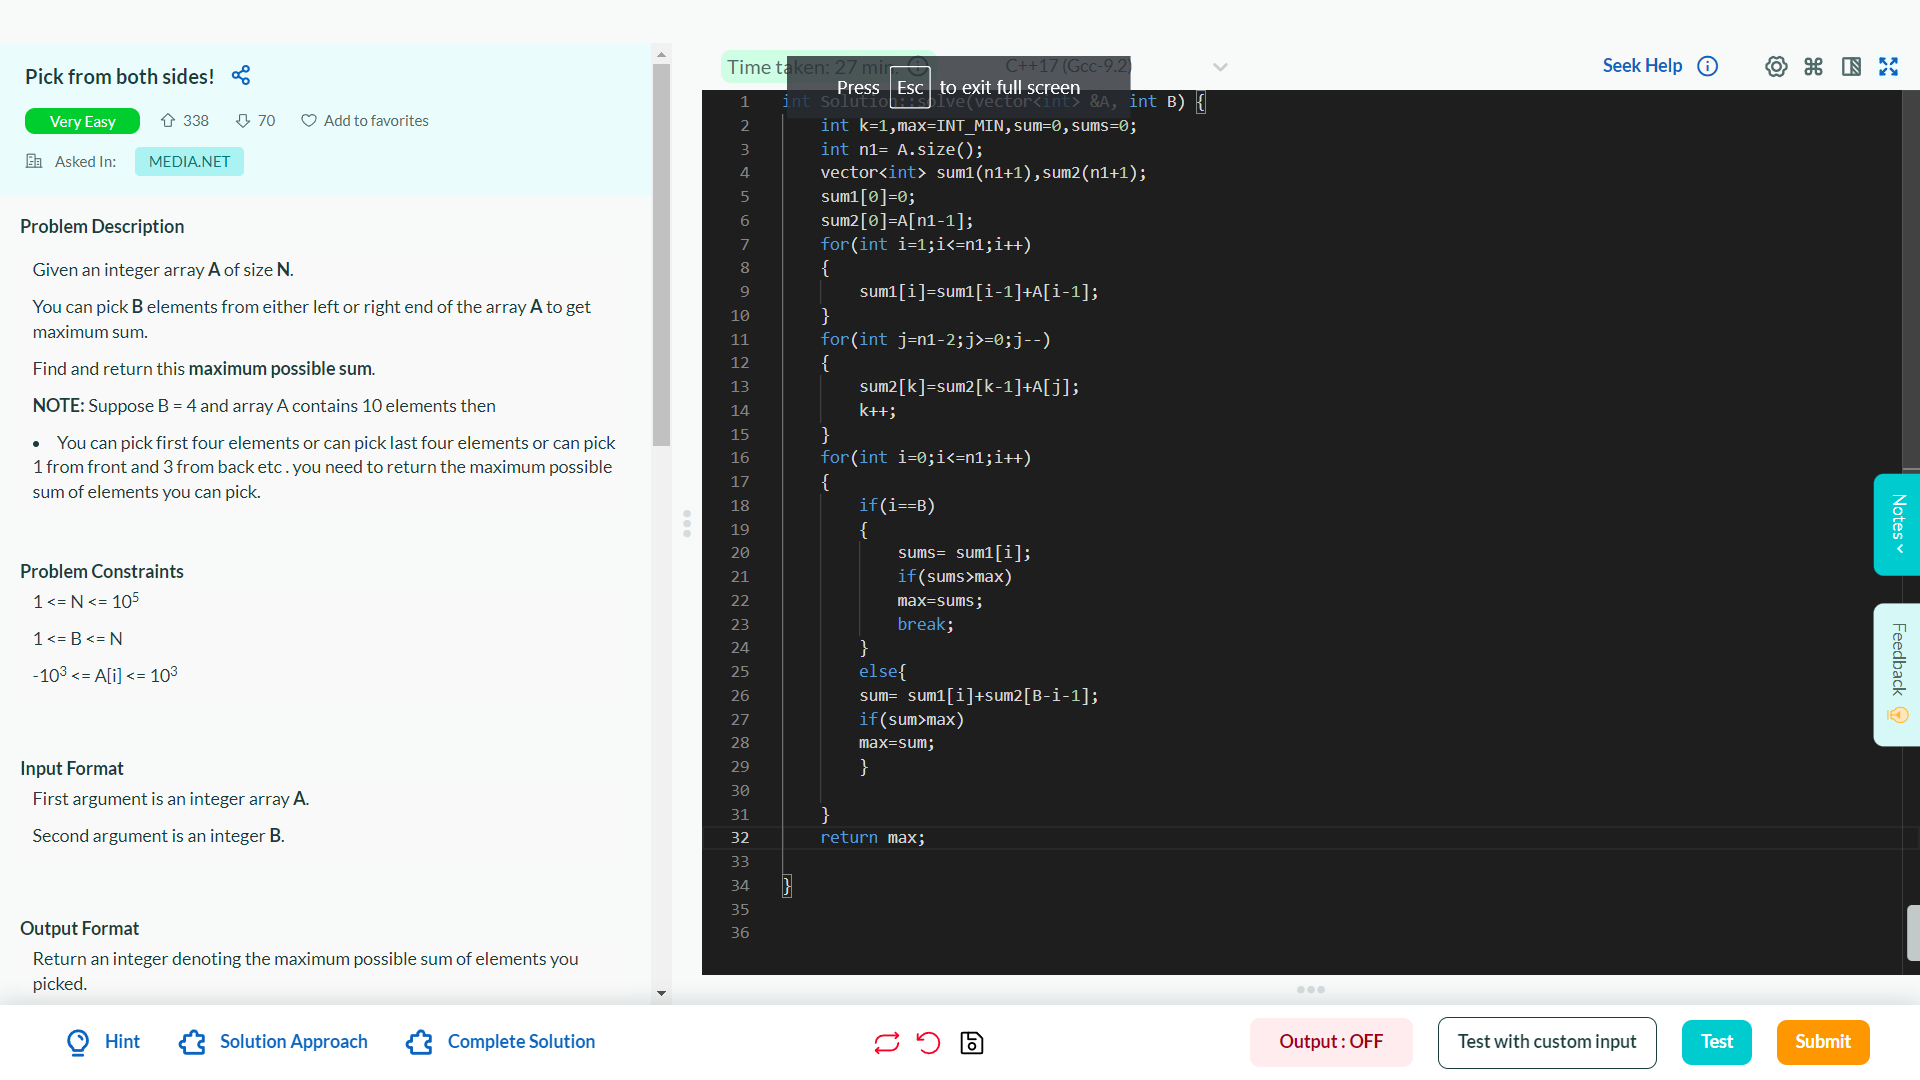 Pick from both sides!
Very Easy 338 70 Add to favorites
Asked In: MEDIA.NET
Problem Description
Given an integer array A of size N.
You can pick B elements from either left or right end of the array A to get
maximum sum.
Find and return this maximum possible sum.
NOTE: Suppose B = 4 and array A contains 10 elements then
• You can pick first four elements or can pick last four elements or can pick
1 from front and 3 from back etc . you need to return the maximum possible
sum of elements you can pick.
Problem Constraints
1 <= N <= 10⁵
1 <= B <= N
-10³ <= A[i] <= 10³
Input Format
First argument is an integer array A.
Second argument is an integer B.
Output Format
Return an integer denoting the maximum possible sum of elements you
picked.
Time taken: 27 min. C++17 (Gcc-9.2)
Press Esc to exit full screen
Seek Help
1 int Solution::solve(vector<int> &A, int B) {
2 int k=1,max=INT_MIN,sum=0,sums=0;
3 int n1= A.size();
4 vector<int> sum1(n1+1),sum2(n1+1);
5 sum1[0]=0;
6 sum2[0]=A[n1-1];
7 for(int i=1;i<=n1;i++)
8 {
9 sum1[i]=sum1[i-1]+A[i-1];
10 }
11 for(int j=n1-2;j>=0;j--)
12 {
13 sum2[k]=sum2[k-1]+A[j];
14 k++;
15 }
16 for(int i=0;i<=n1;i++)
17 {
18 if(i==B)
19 {
20 sums= sum1[i];
21 if(sums>max)
22 max=sums;
23 break;
24 }
25 else{
26 sum= sum1[i]+sum2[B-i-1];
27 if(sum>max)
28 max=sum;
29 }
30
31 }
32 return max;
33
34 }
35
36
Notes
Feedback
Hint Solution Approach Complete Solution
Output : OFF Test with custom input Test Submit